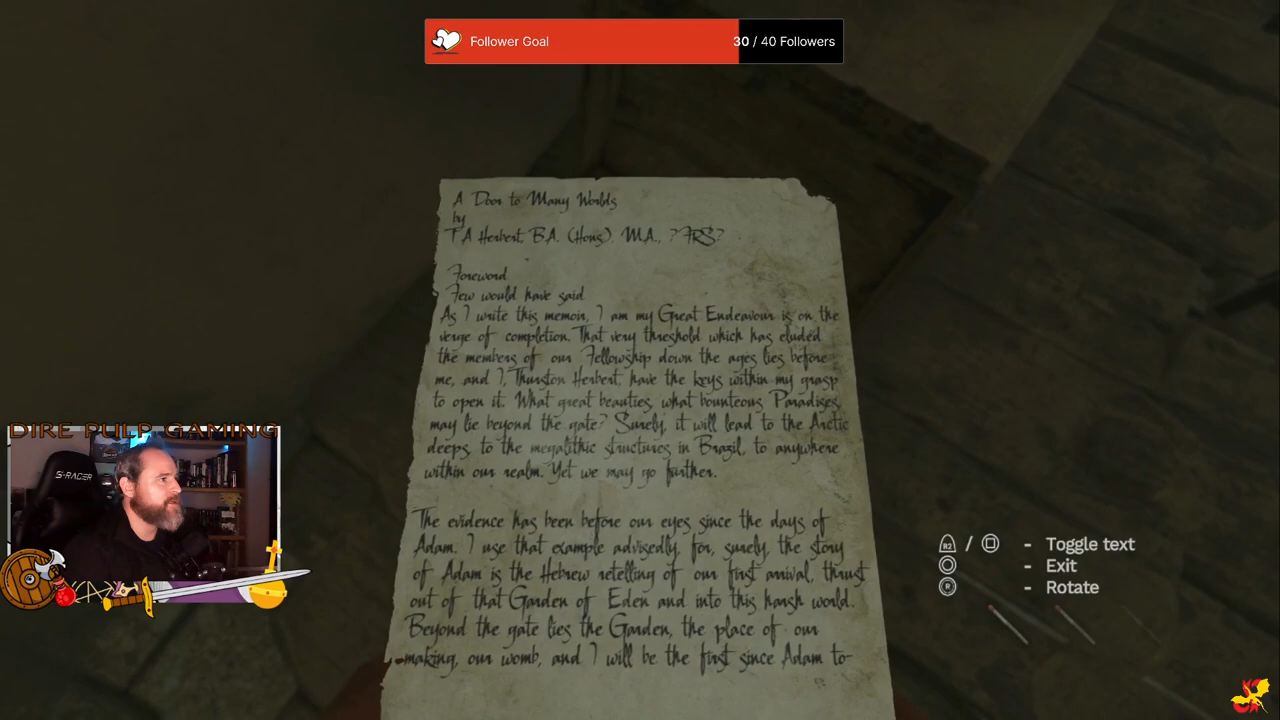 Follower Goal
30 / 40 Followers
A Door to Many Worlds
by
T.A Herbert, B.A. (Hons), M.A., ?FRS?
Foreword
Few would have said
As I write this memoir, I am my Great Endeavour is on the
verge of completion. That very threshold which has eluded
the members of our Fellowship down the ages lies before
me, and I, Thurston Herbert, have the keys within my grasp
to open it. What great beauties, what bounteous Paradises,
may lie beyond the gate? Surely, it will lead to the Arctic
deeps, to the megalithic structures in Brazil, to anywhere
within our realm. Yet we may go further.
The evidence has been before our eyes since the days of
Adam. I use that example advisedly, for, surely, the story
of Adam is the Hebrew retelling of our first arrival, thrust
out of that Garden of Eden and into this harsh world.
Beyond the gate lies the Garden, the place of our
making, our womb, and I will be the first since Adam to-
DIRE PULP GAMING
S-RACER
R2 / - Toggle text
- Exit
R - Rotate